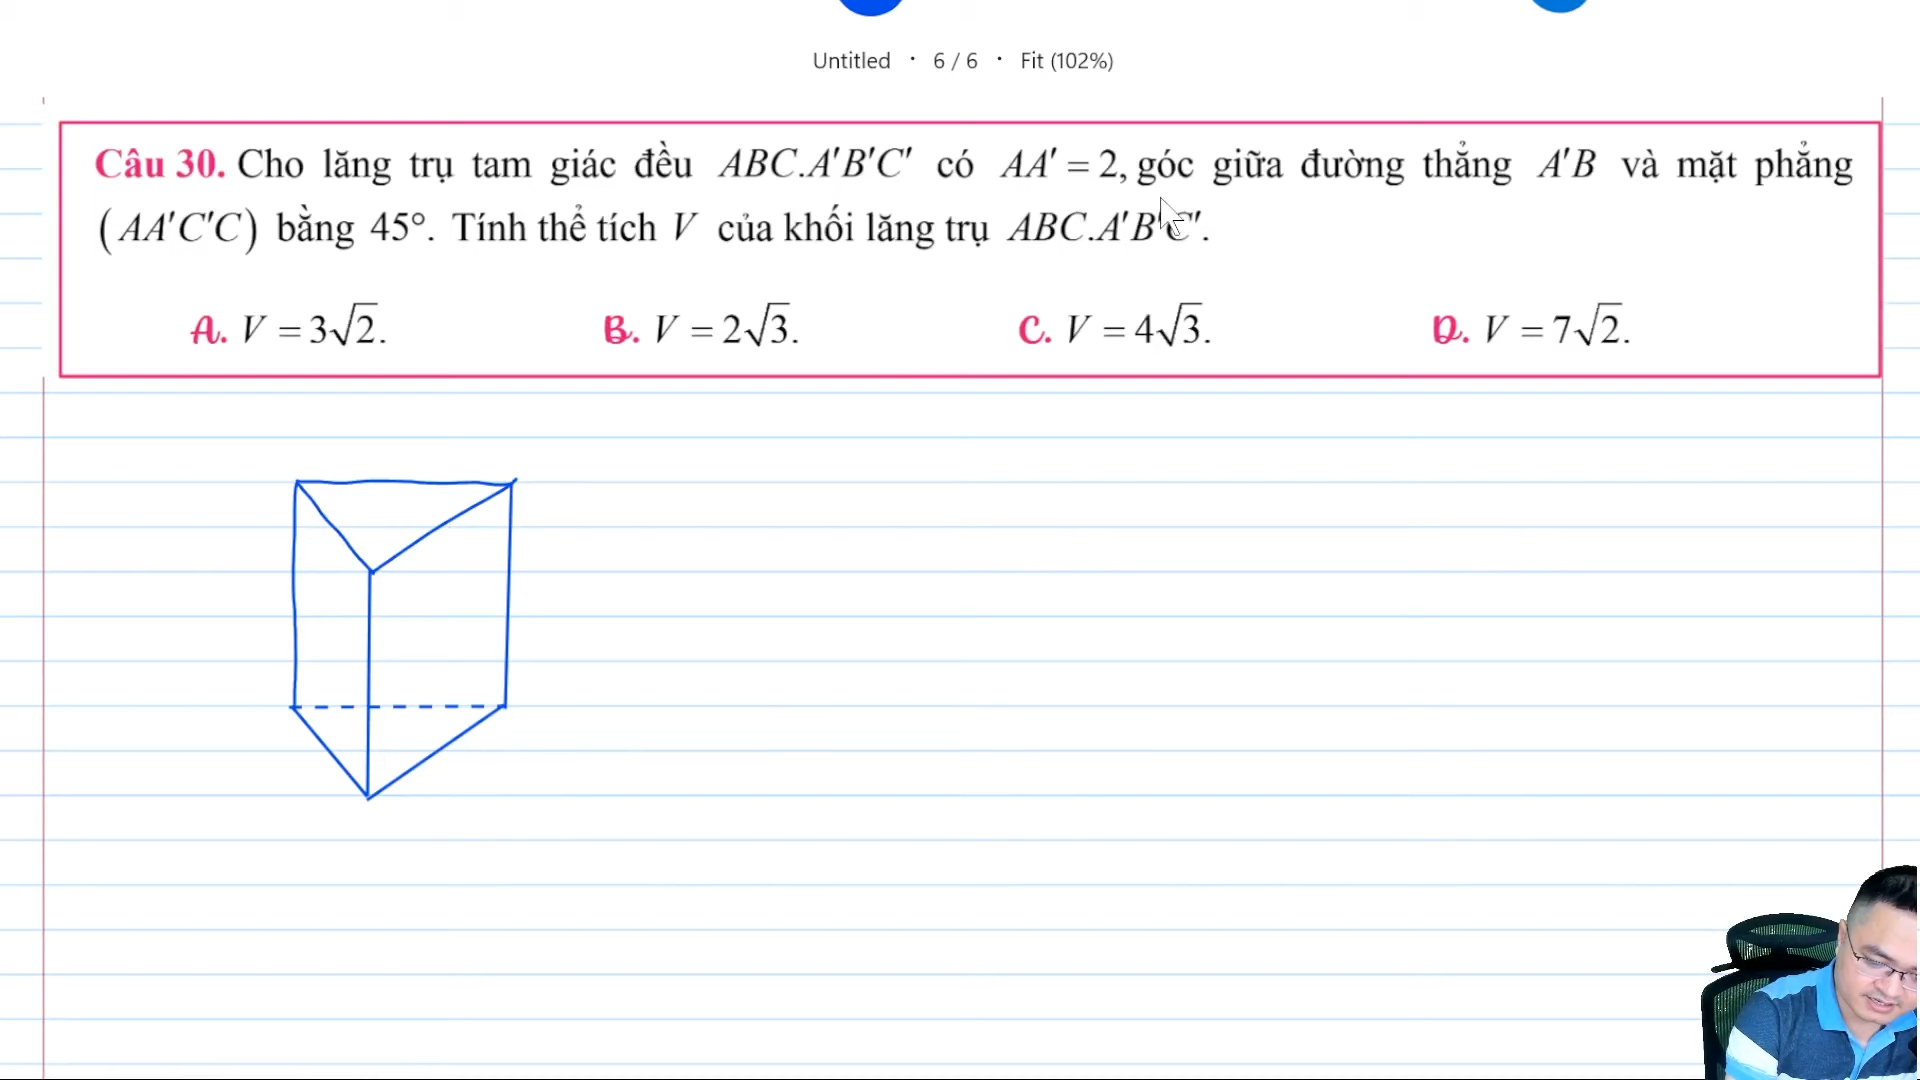 Untitled • 6 / 6 • Fit (102%)
Câu 30. Cho lăng trụ tam giác đều ABC.A'B'C' có AA' = 2, góc giữa đường thẳng A'B và mặt phẳng
(AA'C'C) bằng 45°. Tính thể tích V của khối lăng trụ ABC.A'B'C'.
A. V = 3√2. B. V = 2√3. C. V = 4√3. D. V = 7√2.